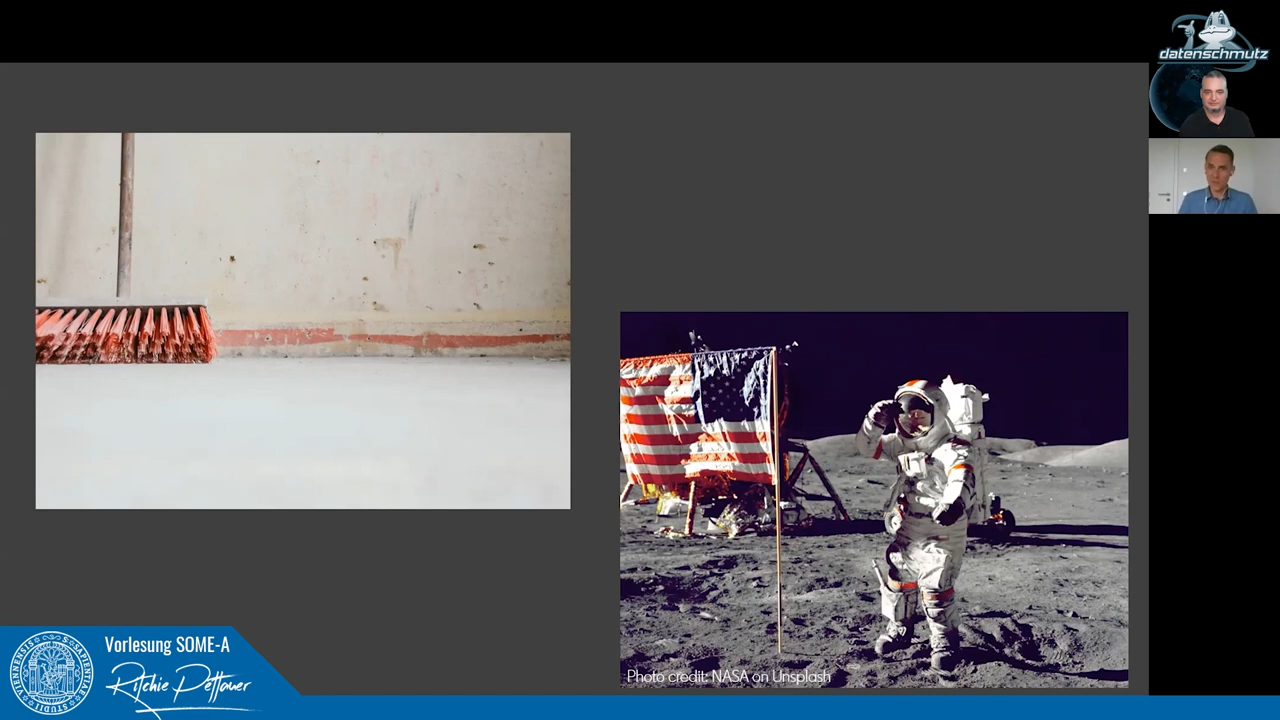 datenschmutz
Photo credit: NASA on Unsplash
Vorlesung SOME-A
Ritchie Pettauer